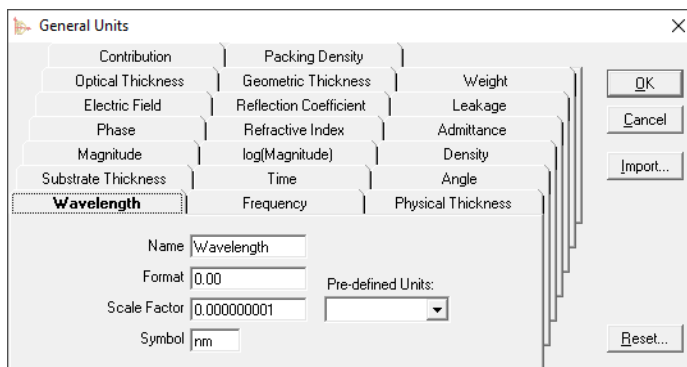 General Units
Contribution Packing Density
Optical Thickness Geometric Thickness Weight
Electric Field Reflection Coefficient Leakage
Phase Refractive Index Admittance
Magnitude log(Magnitude) Density
Substrate Thickness Time Angle
Wavelength Frequency Physical Thickness
Name Wavelength
Format 0.00
Pre-defined Units:
Scale Factor 0.000000001
Symbol nm
OK
Cancel
Import...
Reset...